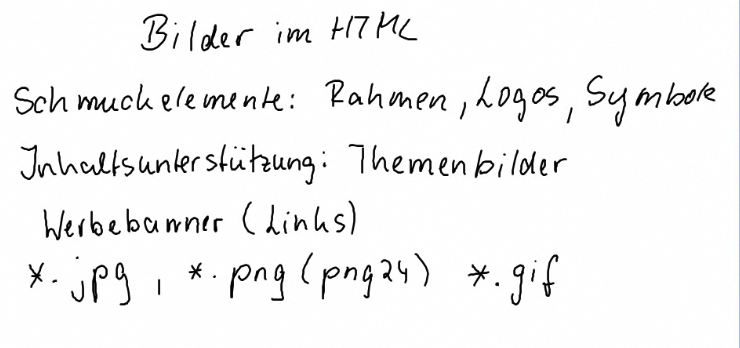 Bilder im HTML
Schmuckelemente: Rahmen, Logos, Symbole
Inhaltsunterstützung: Themenbilder
Werbebanner (Links)
*.jpg, *.png (png24) *.gif